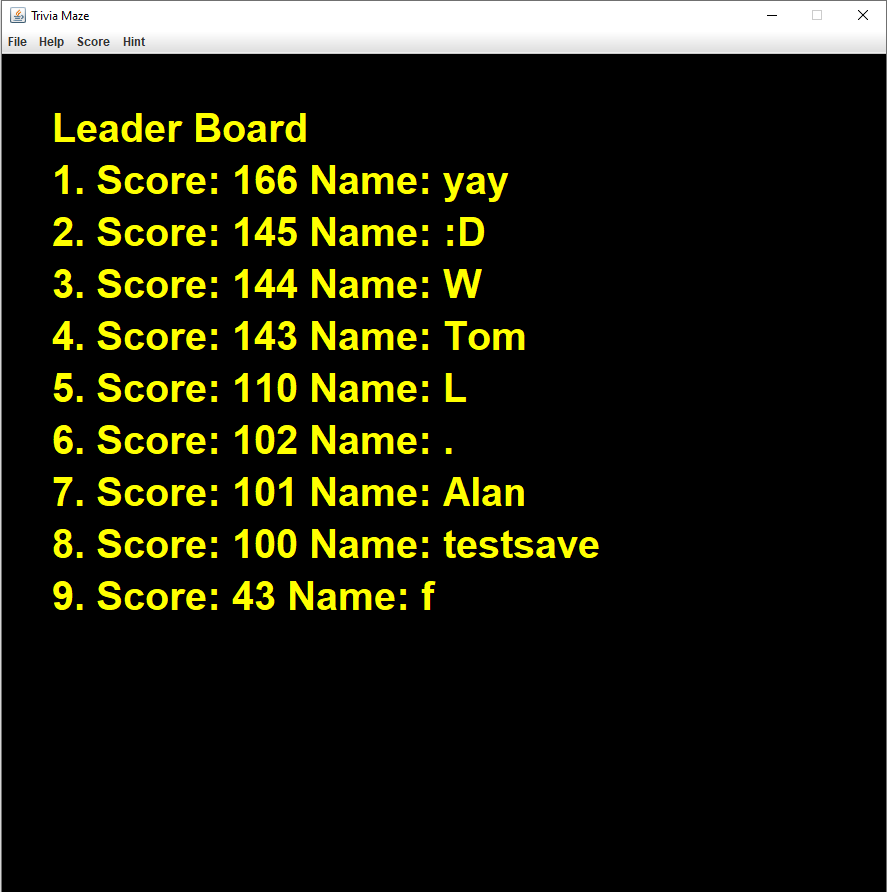 Trivia Maze
File Help Score Hint
Leader Board
1. Score: 166 Name: yay
2. Score: 145 Name: :D
3. Score: 144 Name: W
4. Score: 143 Name: Tom
5. Score: 110 Name: L
6. Score: 102 Name: .
7. Score: 101 Name: Alan
8. Score: 100 Name: testsave
9. Score: 43 Name: f